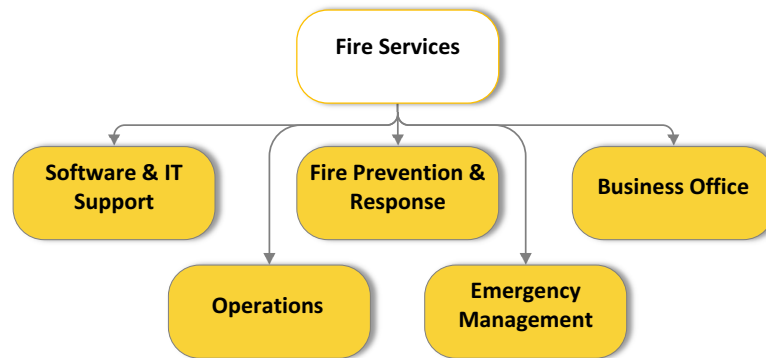 Fire Services
Software & IT
Support
Fire Prevention &
Response
Business Office
Operations
Emergency
Management